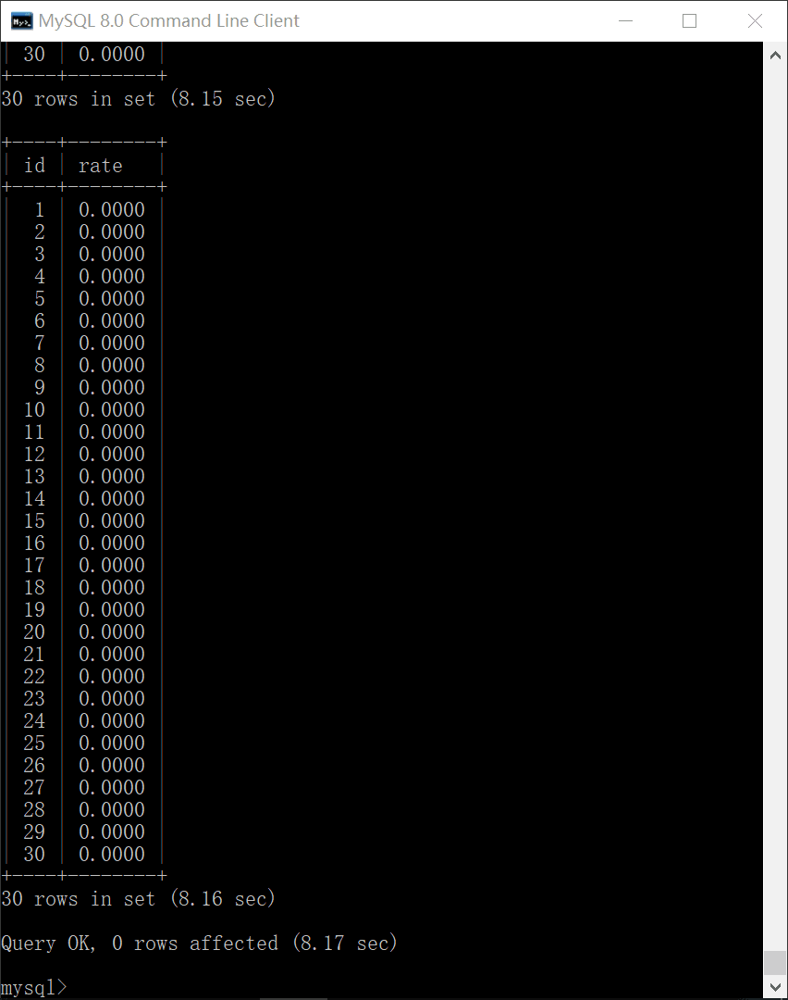 MySQL 8.0 Command Line Client
| 30 | 0.0000 |
+----+--------+
30 rows in set (8.15 sec)
+----+--------+
| id | rate   |
+----+--------+
|  1 | 0.0000 |
|  2 | 0.0000 |
|  3 | 0.0000 |
|  4 | 0.0000 |
|  5 | 0.0000 |
|  6 | 0.0000 |
|  7 | 0.0000 |
|  8 | 0.0000 |
|  9 | 0.0000 |
| 10 | 0.0000 |
| 11 | 0.0000 |
| 12 | 0.0000 |
| 13 | 0.0000 |
| 14 | 0.0000 |
| 15 | 0.0000 |
| 16 | 0.0000 |
| 17 | 0.0000 |
| 18 | 0.0000 |
| 19 | 0.0000 |
| 20 | 0.0000 |
| 21 | 0.0000 |
| 22 | 0.0000 |
| 23 | 0.0000 |
| 24 | 0.0000 |
| 25 | 0.0000 |
| 26 | 0.0000 |
| 27 | 0.0000 |
| 28 | 0.0000 |
| 29 | 0.0000 |
| 30 | 0.0000 |
+----+--------+
30 rows in set (8.16 sec)
Query OK, 0 rows affected (8.17 sec)
mysql>